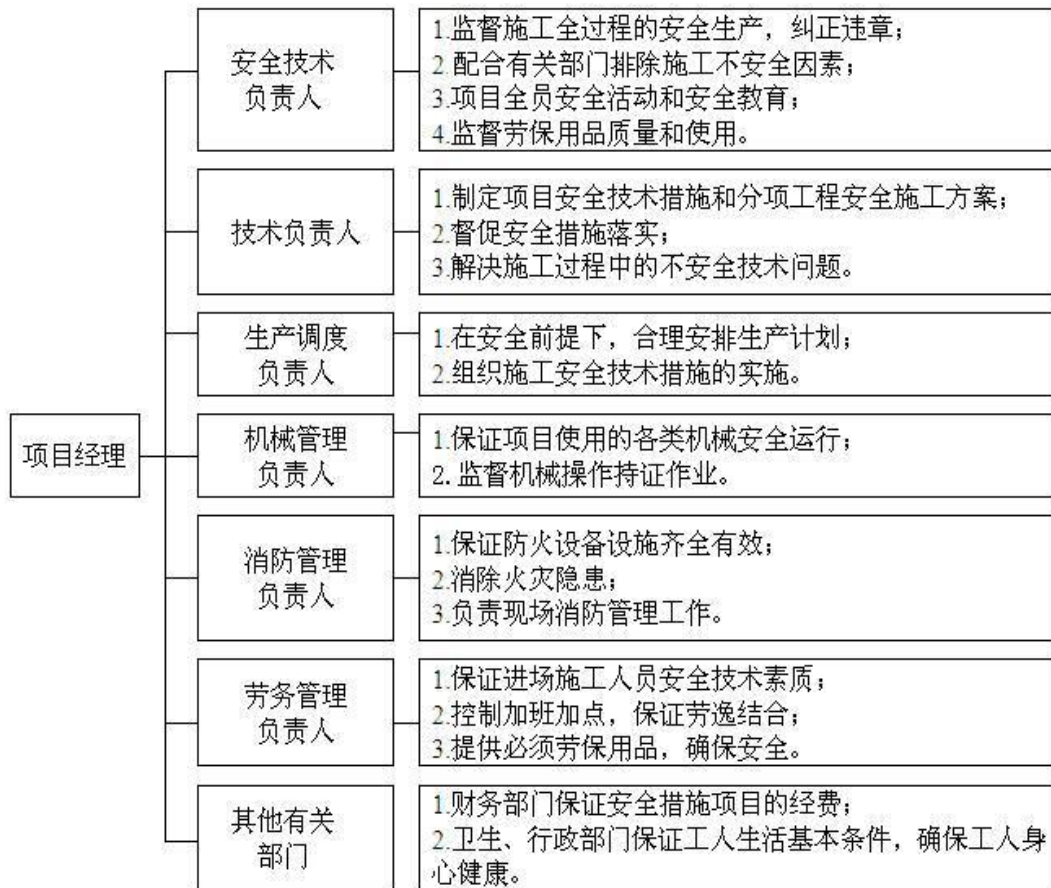 项目经理
安全技术
负责人
1.监督施工全过程的安全生产，纠正违章；
2.配合有关部门排除施工不安全因素；
3.项目全员安全活动和安全教育；
4.监督劳保用品质量和使用。
技术负责人
1.制定项目安全技术措施和分项工程安全施工方案；
2.督促安全措施落实；
3.解决施工过程中的不安全技术问题。
生产调度
负责人
1.在安全前提下，合理安排生产计划；
2.组织施工安全技术措施的实施。
机械管理
负责人
1.保证项目使用的各类机械安全运行；
2.监督机械操作持证作业。
消防管理
负责人
1.保证防火设备设施齐全有效；
2.消除火灾隐患；
3.负责现场消防管理工作。
劳务管理
负责人
1.保证进场施工人员安全技术素质；
2.控制加班加点，保证劳逸结合；
3.提供必须劳保用品，确保安全。
其他有关
部门
1.财务部门保证安全措施项目的经费；
2.卫生、行政部门保证工人生活基本条件，确保工人身
心健康。